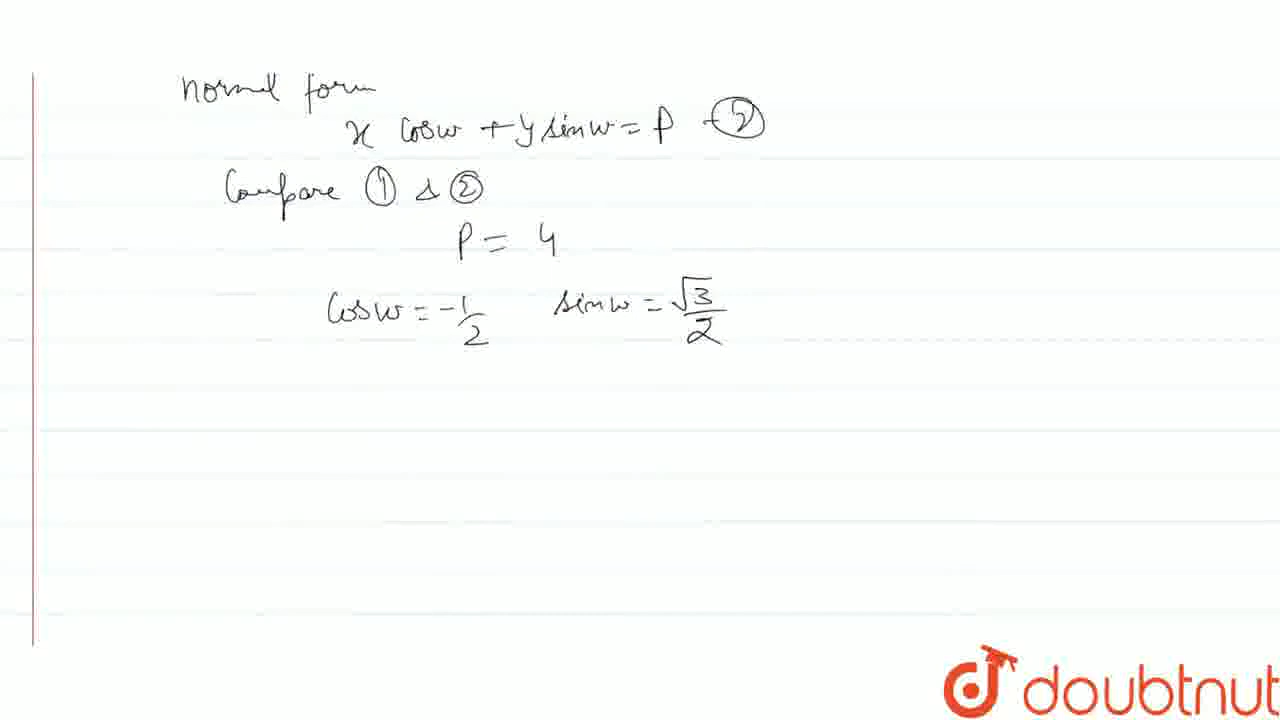 Normal form
x cosw + y sinw = P - ②
Compare ① & ②
P = 4
cosw = -1/2 sinw = √3/2
doubtnut